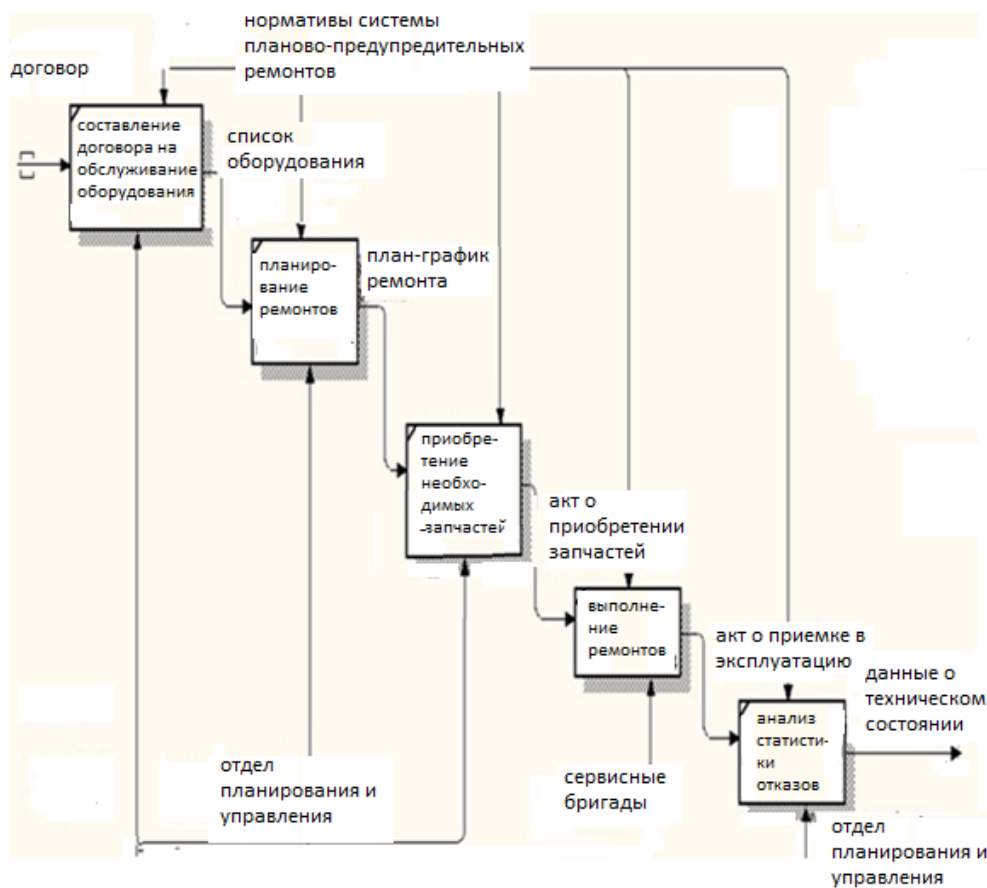 нормативы системы
планово-предупредительных
ремонтов
договор
составление
договора на
обслуживание
оборудования
список
оборудования
планиро-
вание
ремонтов
план-график
ремонта
приобре-
тение
необхо-
димых
запчастей
акт о
приобретении
запчастей
выполне-
ние
ремонтов
акт о приемке в
эксплуатацию
данные о
техническом
состоянии
анализ
статисти-
ки
отказов
отдел
планирования и
управления
сервисные
бригады
отдел
планирования и
управления